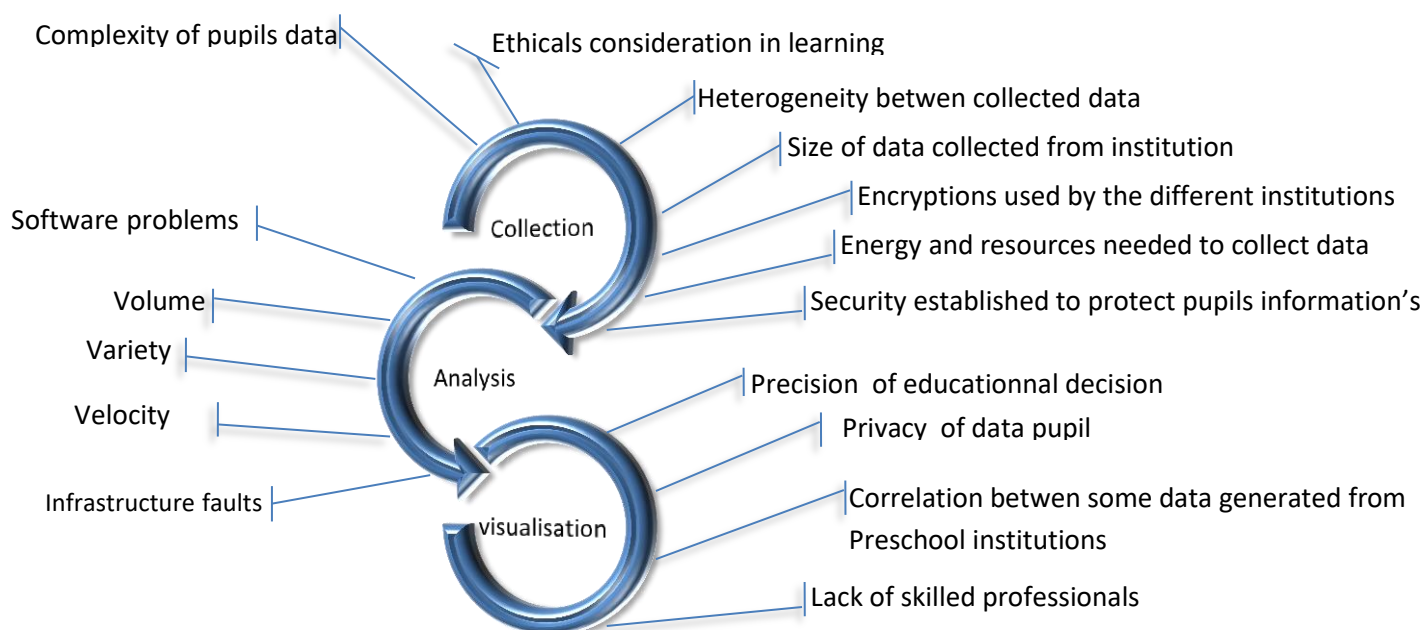 Complexity of pupils data
Ethicals consideration in learning
Heterogeneity betwen collected data
Size of data collected from institution
Encryptions used by the different institutions
Energy and resources needed to collect data
Security established to protect pupils information’s
Collection
Software problems
Volume
Variety
Velocity
Infrastructure faults
Analysis
Precision of educationnal decision
Privacy of data pupil
Correlation betwen some data generated from
Preschool institutions
Lack of skilled professionals
visualisation